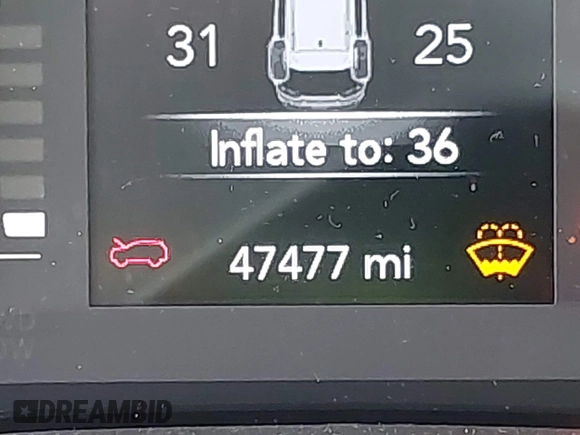 31 25
Inflate to: 36
47477 mi
DREAMBID